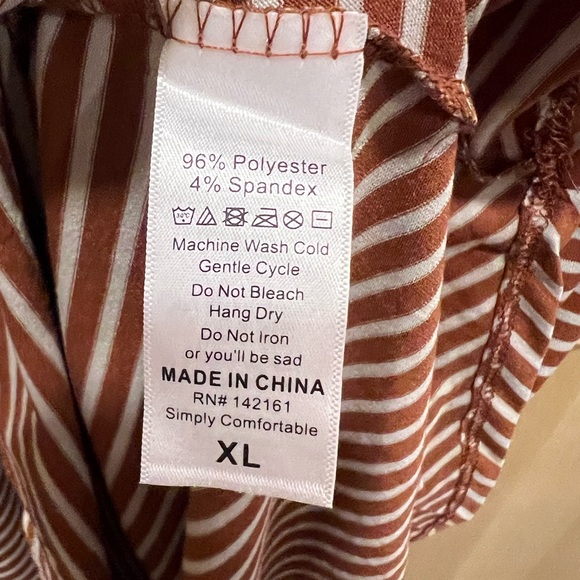 96% Polyester
4% Spandex
30°C
Machine Wash Cold
Gentle Cycle
Do Not Bleach
Hang Dry
Do Not Iron
or you'll be sad
MADE IN CHINA
RN# 142161
Simply Comfortable
XL